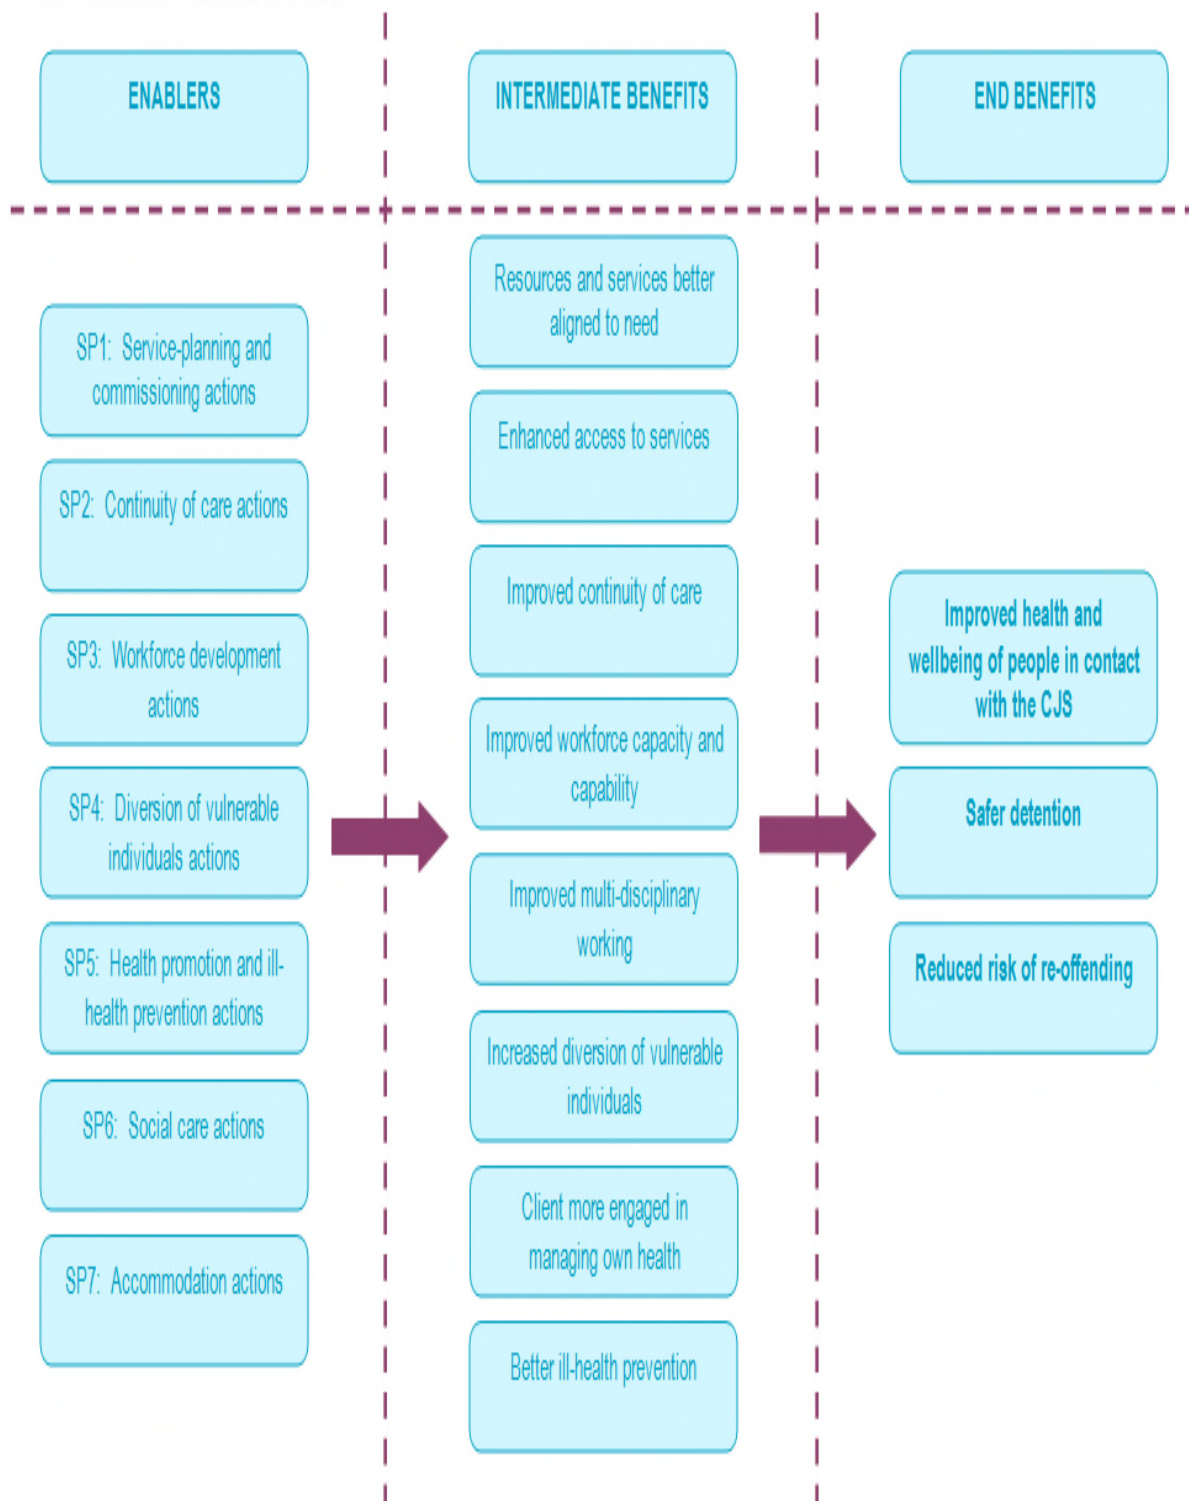 ENABLERS
INTERMEDIATE BENEFITS
END BENEFITS
SP1: Service-planning and
commissioning actions
SP2: Continuity of care actions
SP3: Workforce development
actions
SP4: Diversion of vulnerable
individuals actions
SP5: Health promotion and ill-
health prevention actions
SP6: Social care actions
SP7: Accommodation actions
Resources and services better
aligned to need
Enhanced access to services
Improved continuity of care
Improved workforce capacity and
capability
Improved multi-disciplinary
working
Increased diversion of vulnerable
individuals
Client more engaged in
managing own health
Better ill-health prevention
Improved health and
wellbeing of people in contact
with the CJS
Safer detention
Reduced risk of re-offending